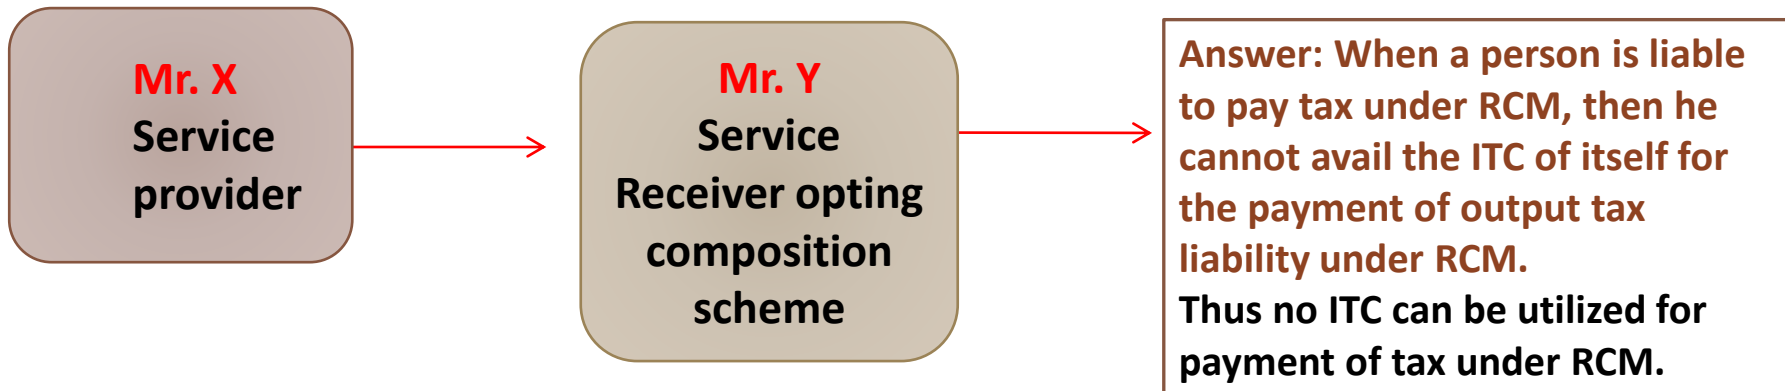 Mr. X
Service
provider
Mr. Y
Service
Receiver opting
composition
scheme
Answer: When a person is liable
to pay tax under RCM, then he
cannot avail the ITC of itself for
the payment of output tax
liability under RCM.
Thus no ITC can be utilized for
payment of tax under RCM.